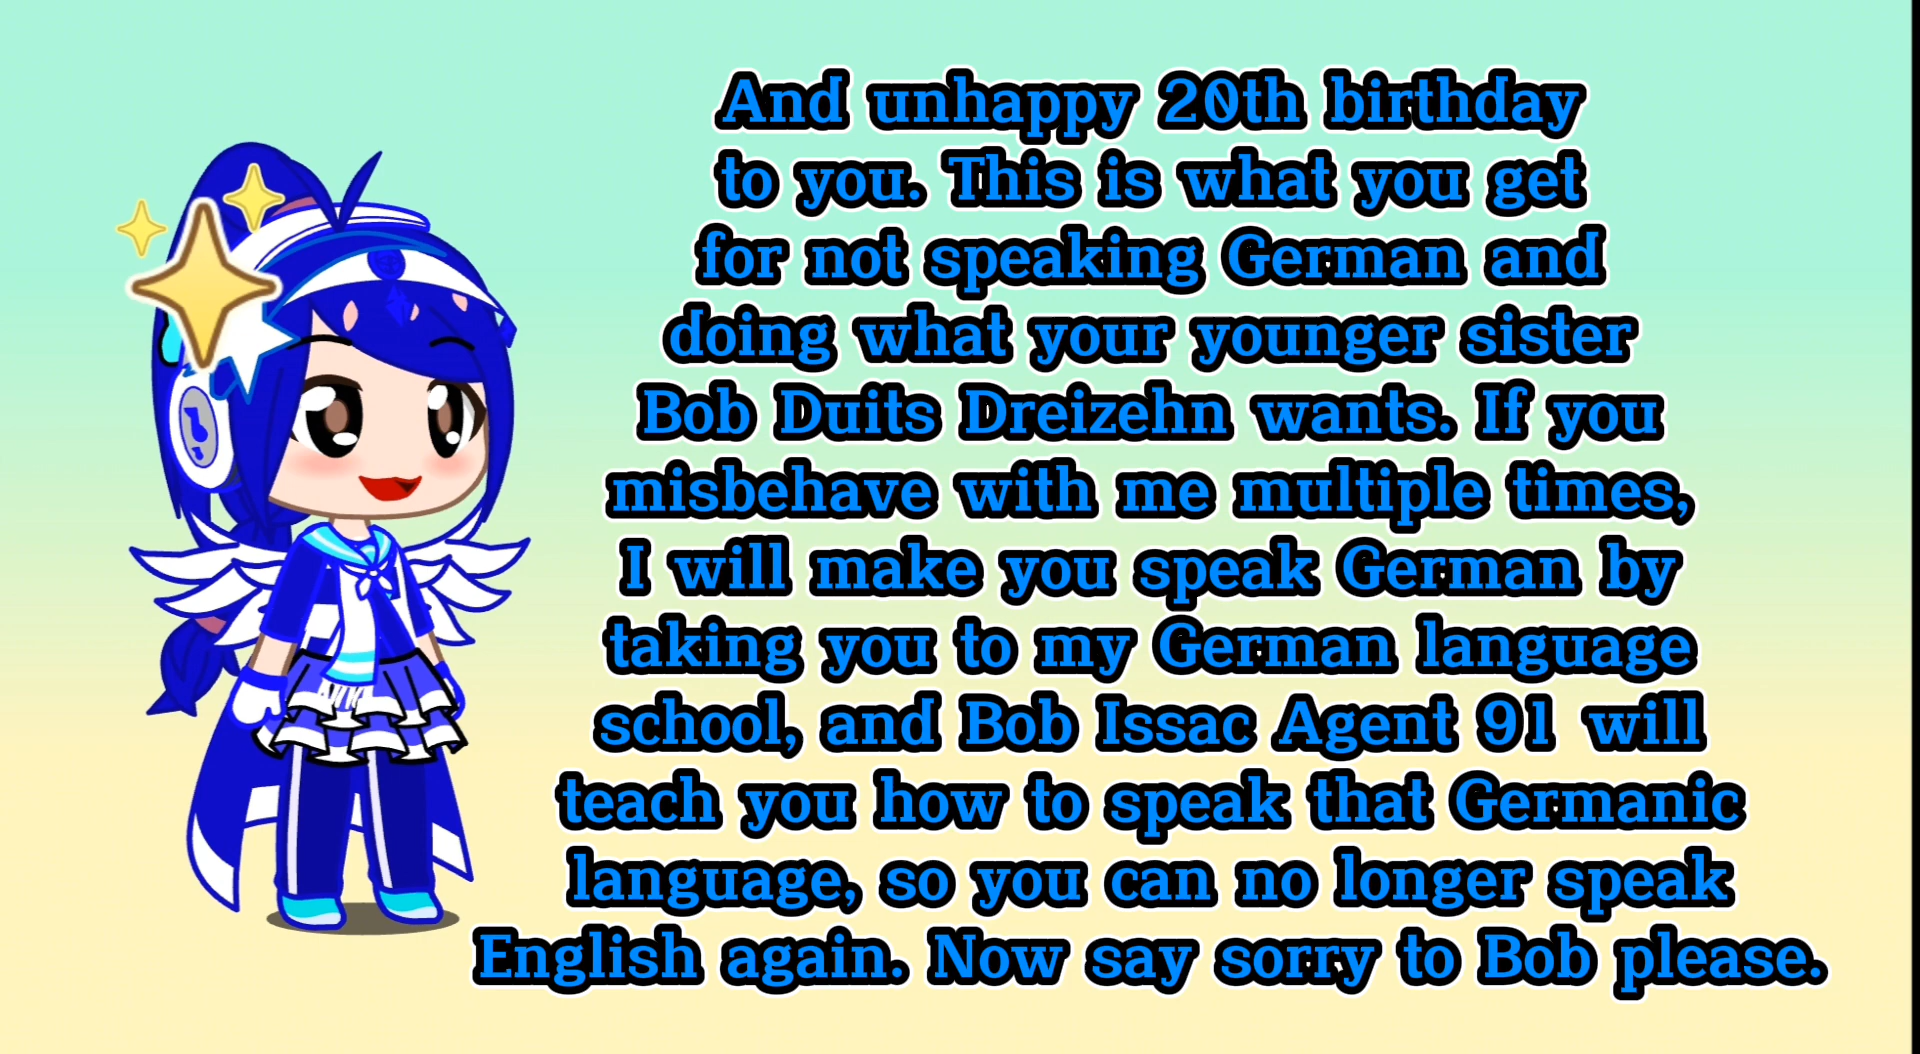 And unhappy 20th birthday
to you. This is what you get
for not speaking German and
doing what your younger sister
Bob Duits Dreizehn wants. If you
misbehave with me multiple times,
I will make you speak German by
taking you to my German language
school, and Bob Issac Agent 91 will
teach you how to speak that Germanic
language, so you can no longer speak
English again. Now say sorry to Bob please.